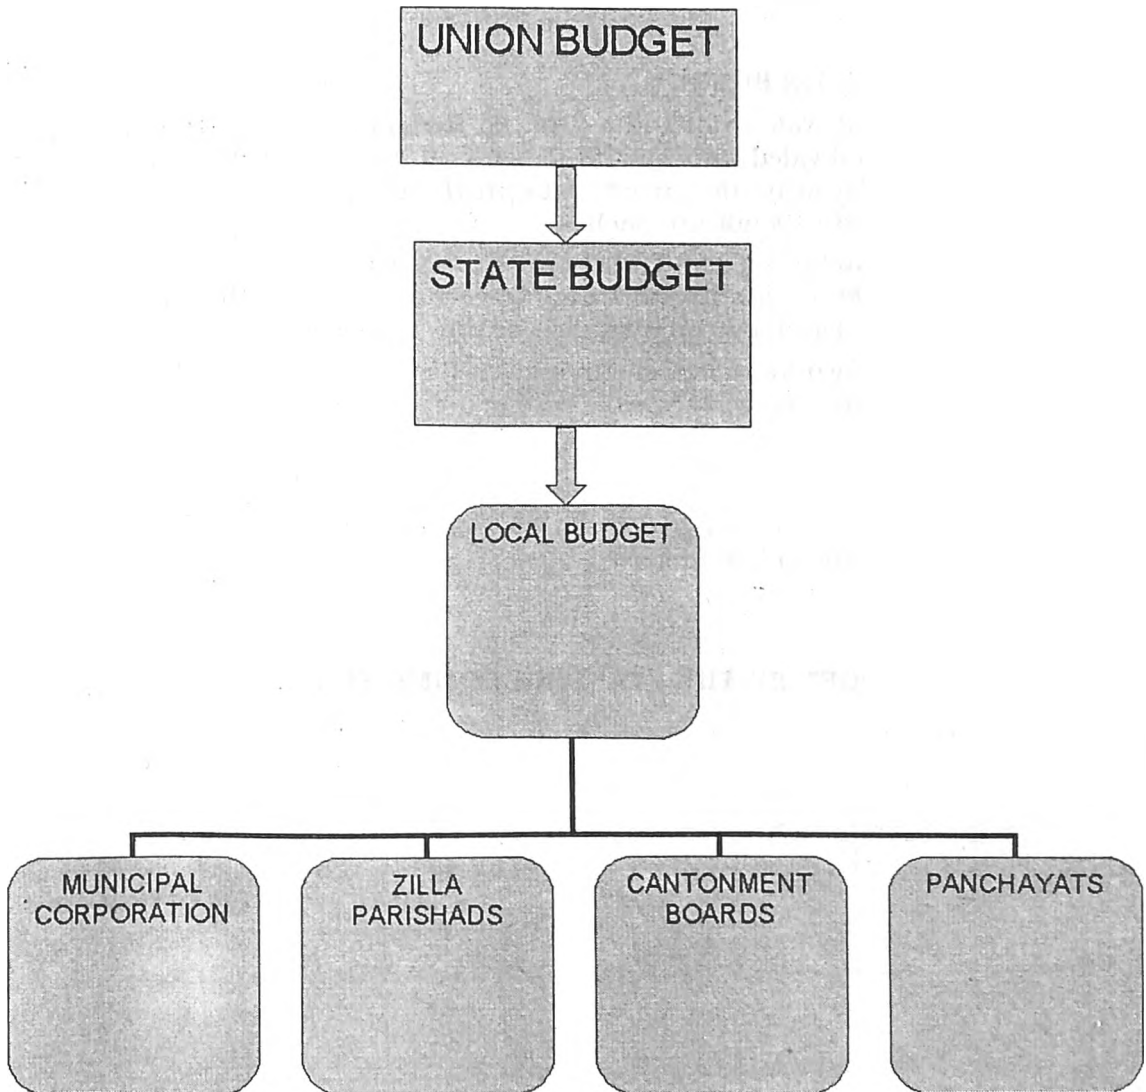 UNION BUDGET
STATE BUDGET
LOCAL BUDGET
MUNICIPAL
CORPORATION
ZILLA
PARISHADS
CANTONMENT
BOARDS
PANCHAYATS